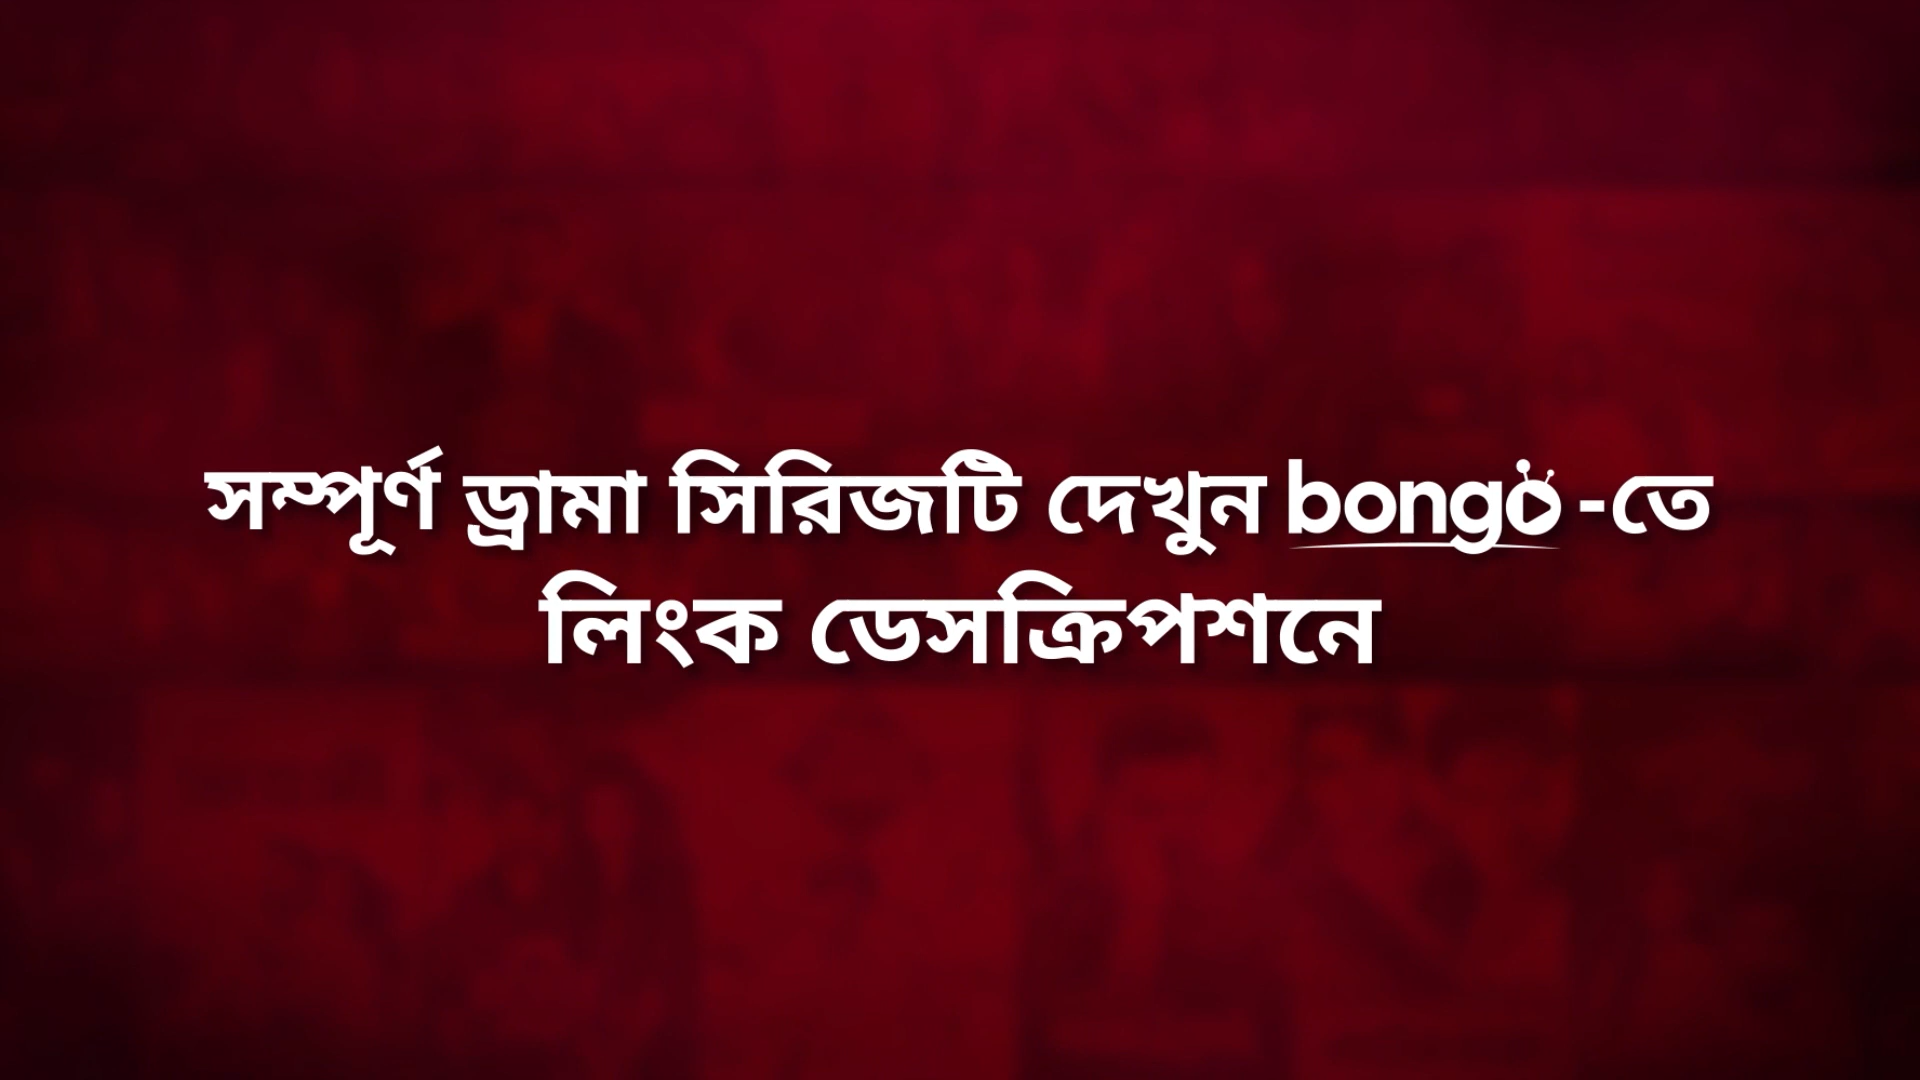 সম্পূর্ণ ড্রামা সিরিজটি দেখুন bongo -তে
লিংক ডেসক্রিপশনে